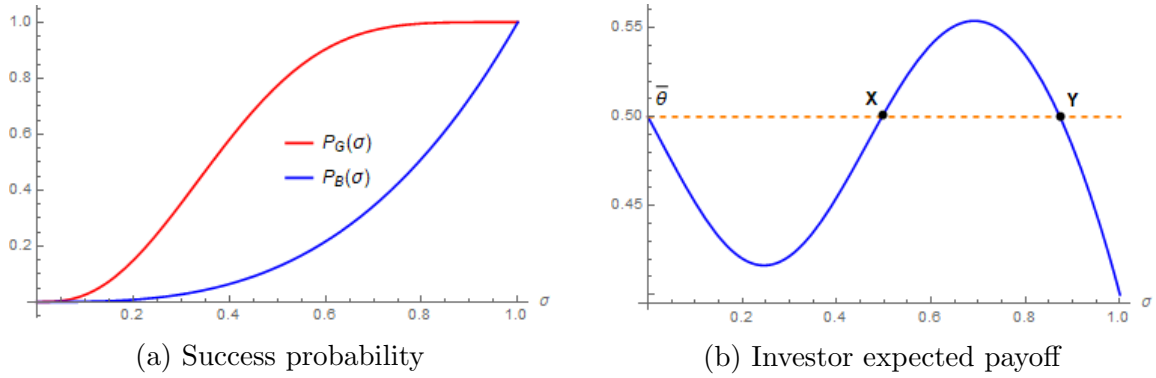 1.0
0.8
0.6
0.4
0.2
P_G(σ)
P_B(σ)
0.2 0.4 0.6 0.8 1.0 σ
(a) Success probability
0.55
0.50
0.45
θ̅
X Y
0.2 0.4 0.6 0.8 1.0 σ
(b) Investor expected payoff